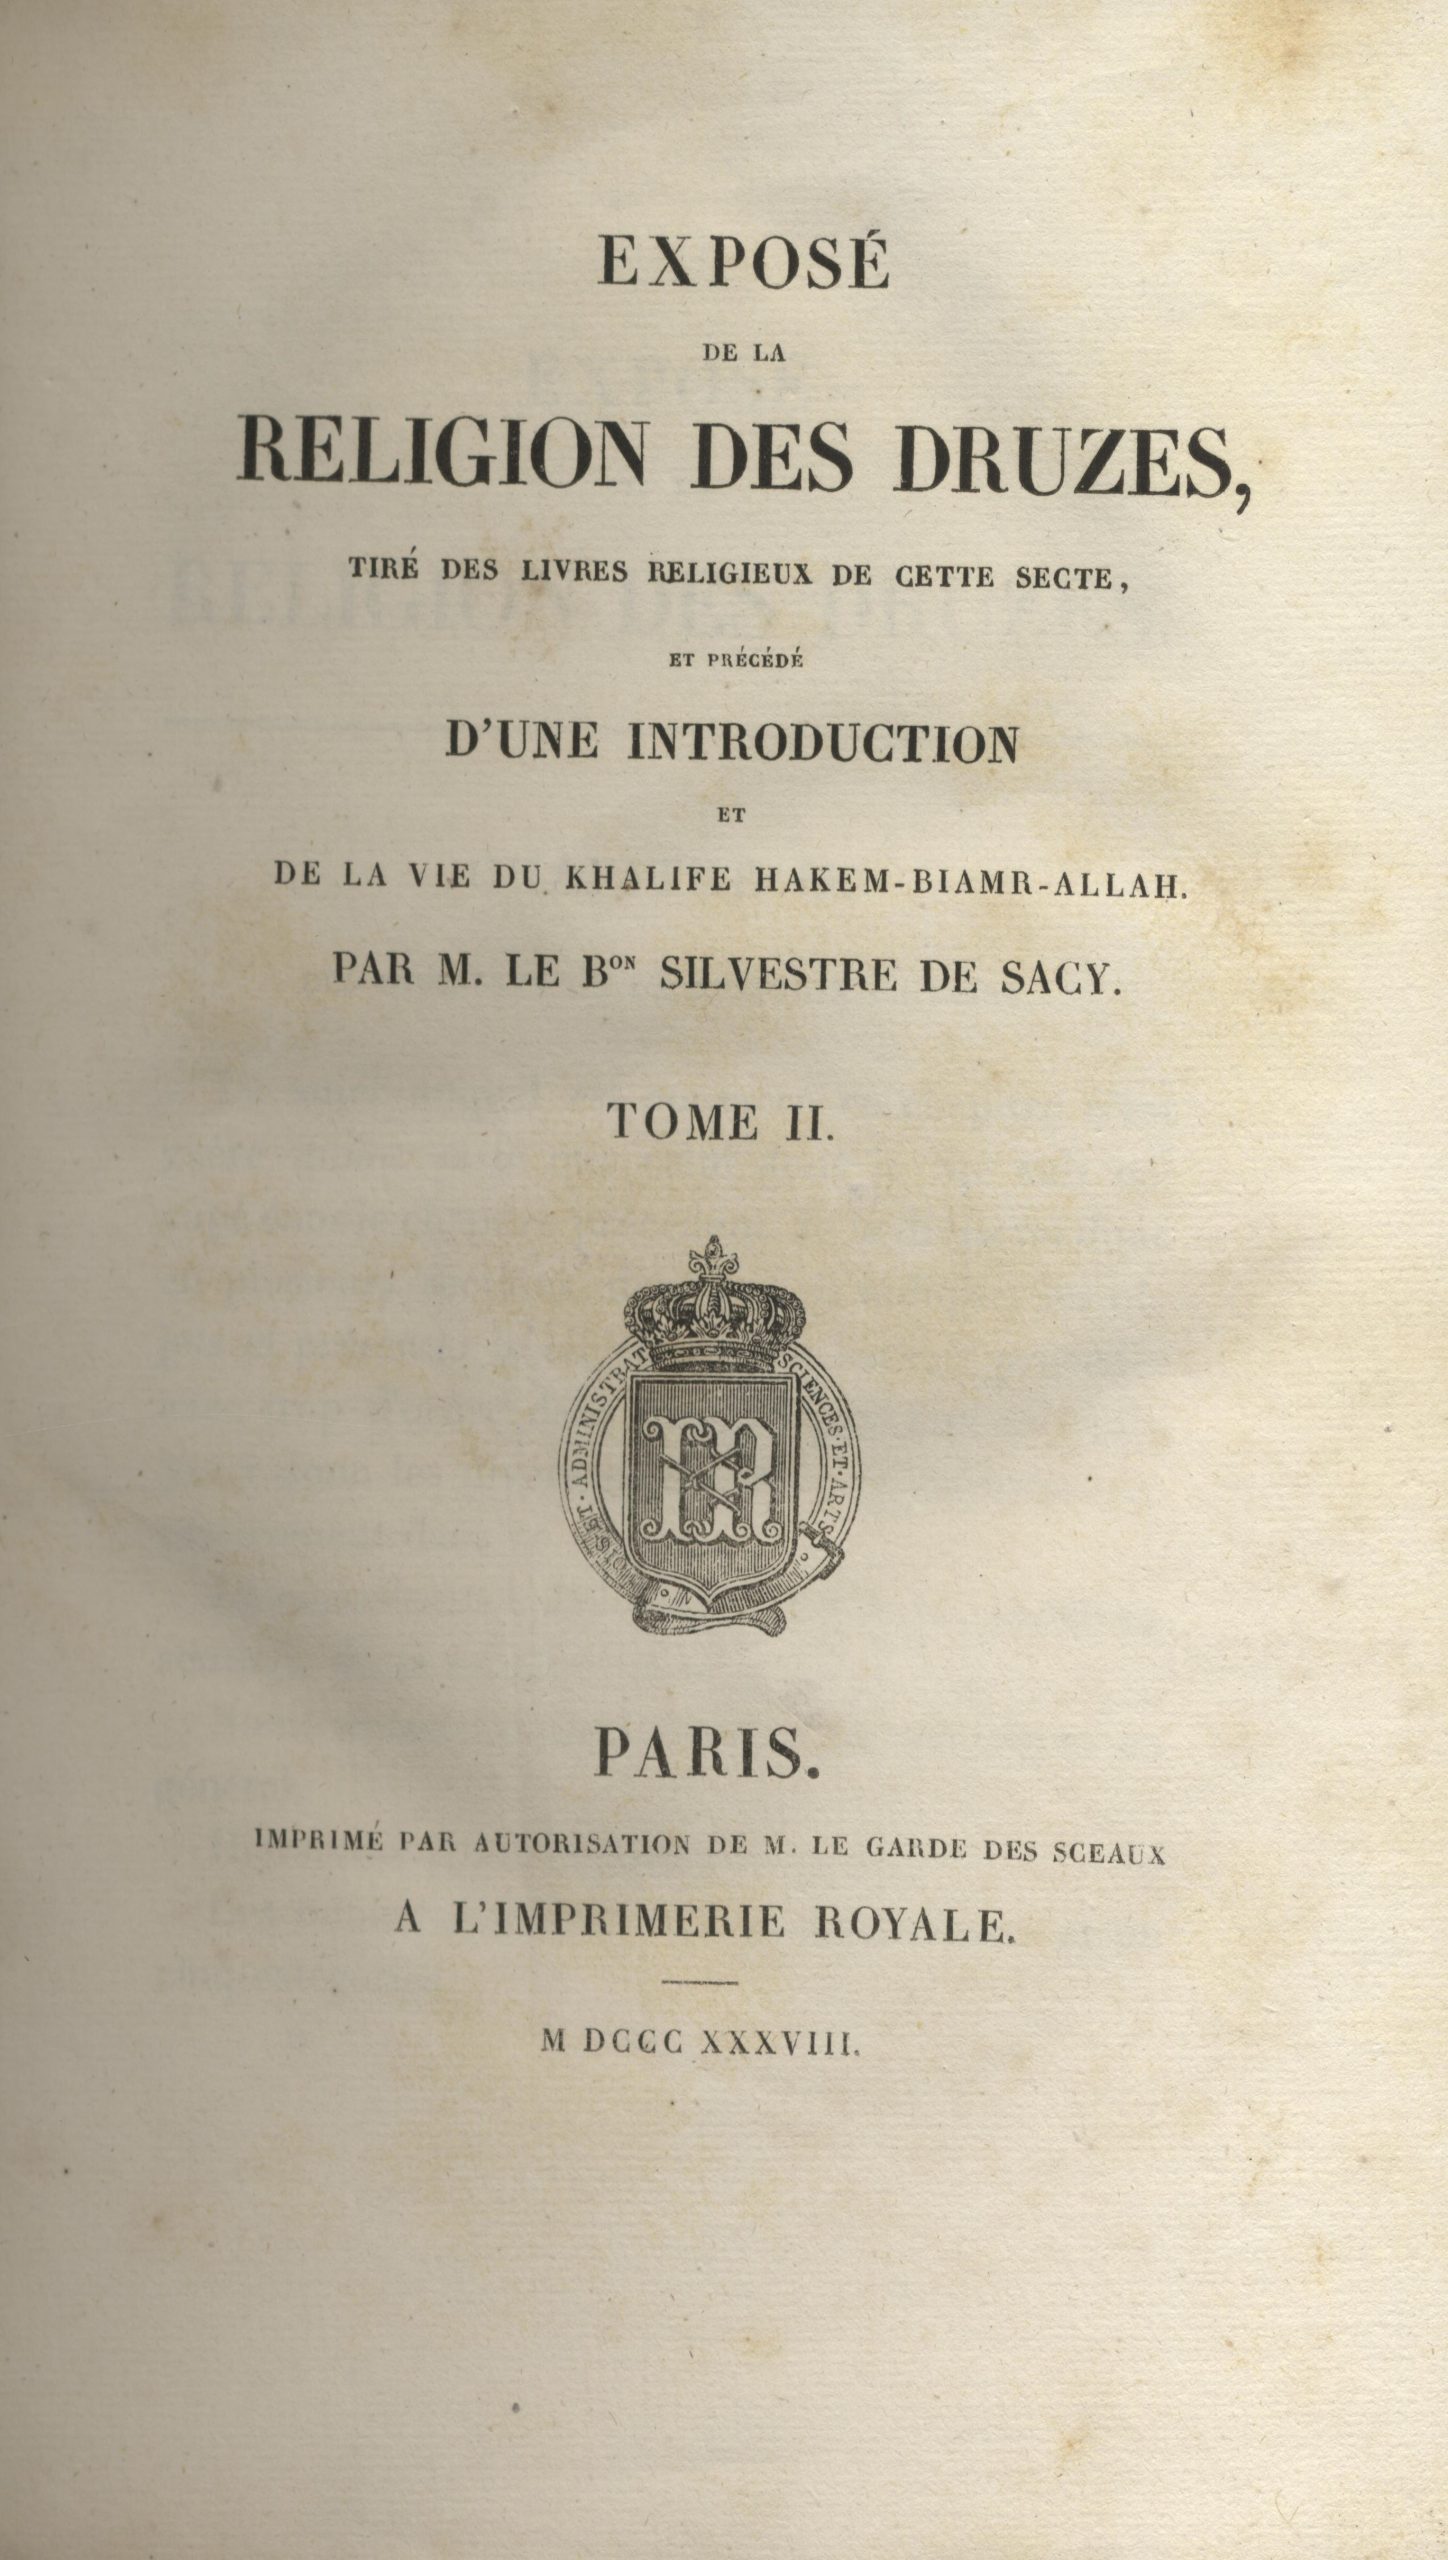 EXPOSÉ
DE LA
RELIGION DES DRUZES,
TIRÉ DES LIVRES RELIGIEUX DE CETTE SECTE,
ET PRÉCÉDÉ
D'UNE INTRODUCTION
ET
DE LA VIE DU KHALIFE HAKEM-BIAMR-ALLAH.
PAR M. LE Bᴼᴺ SILVESTRE DE SACY.
TOME II.
SCIENCES·ET·ARTS
ET·ADMINISTRAT
IR
PARIS.
IMPRIMÉ PAR AUTORISATION DE M. LE GARDE DES SCEAUX
A L'IMPRIMERIE ROYALE.
M DCCC XXXVIII.